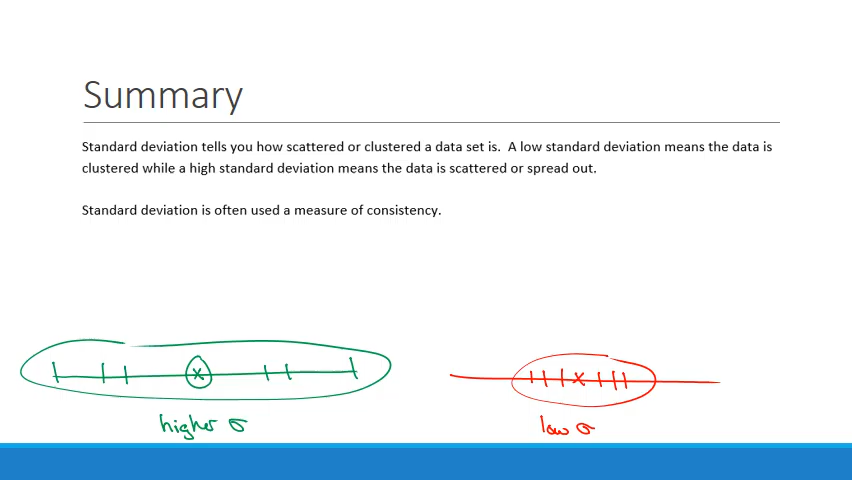 Summary
Standard deviation tells you how scattered or clustered a data set is.  A low standard deviation means the data is
clustered while a high standard deviation means the data is scattered or spread out.
Standard deviation is often used a measure of consistency.
x
x
higher σ
low σ